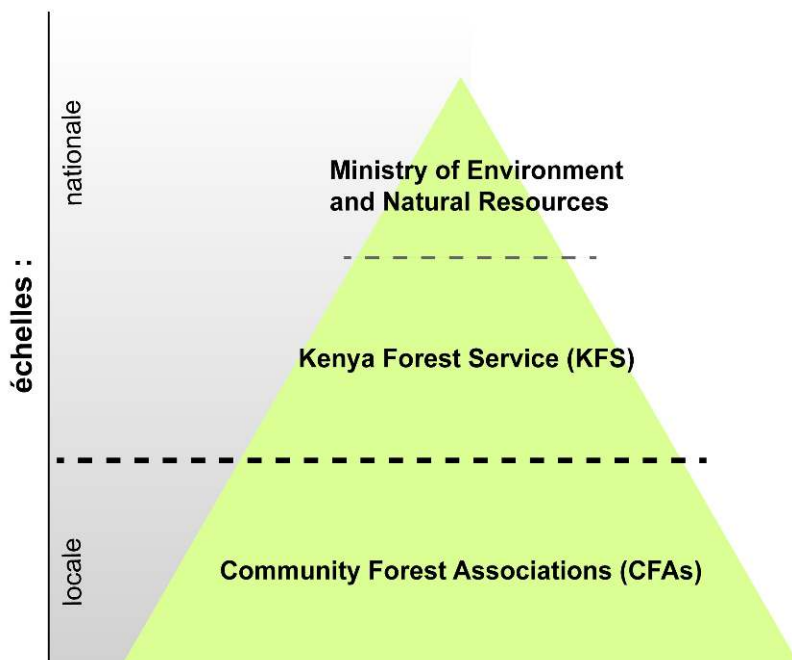 échelles :
nationale
Ministry of Environment
and Natural Resources
Kenya Forest Service (KFS)
locale
Community Forest Associations (CFAs)